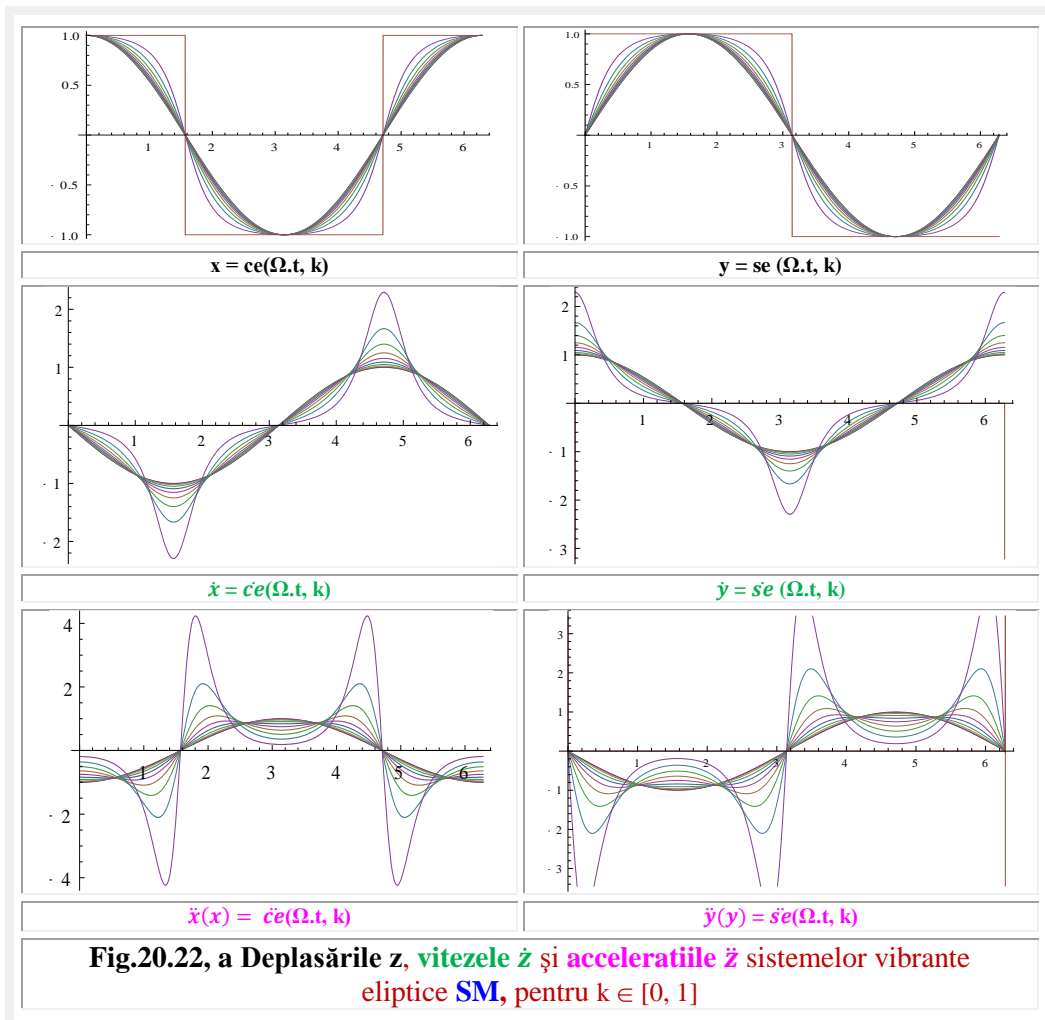 1.0
0.5
1 2 3 4 5 6
- 0.5
- 1.0
1.0
0.5
1 2 3 4 5 6
- 0.5
- 1.0
x = ce(Ω.t, k)
y = se (Ω.t, k)
2
1
1 2 3 4 5 6
- 1
- 2
2
1
1 2 3 4 5 6
- 1
- 2
- 3
ẋ = ċe(Ω.t, k)
ẏ = ṡe (Ω.t, k)
4
2
1 2 3 4 5 6
- 2
- 4
3
2
1
1 2 3 4 5 6
- 1
- 2
- 3
ẍ(x) = c̈e(Ω.t, k)
ÿ(y) = s̈e(Ω.t, k)
Fig.20.22, a Deplasările z, vitezele ż şi acceleratiile z̈ sistemelor vibrante
eliptice SM, pentru k ∈ [0, 1]